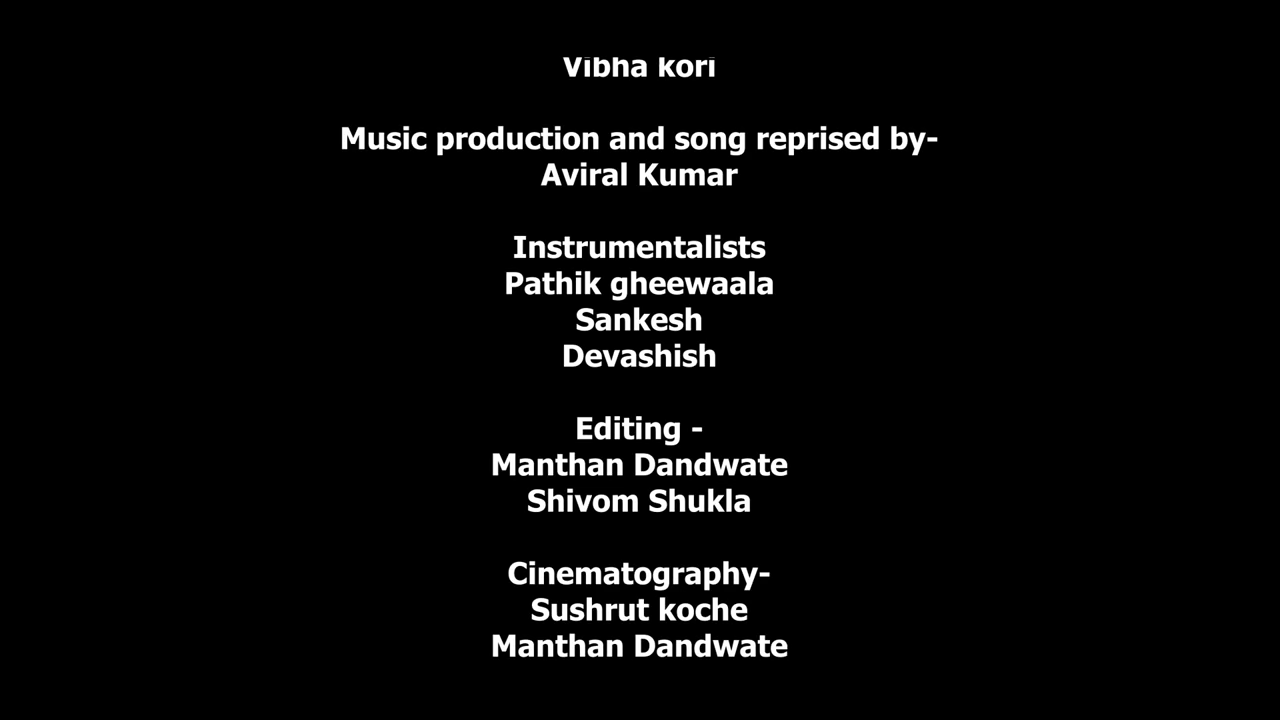 Vibha kori
Music production and song reprised by-
Aviral Kumar
Instrumentalists
Pathik gheewaala
Sankesh
Devashish
Editing -
Manthan Dandwate
Shivom Shukla
Cinematography-
Sushrut koche
Manthan Dandwate